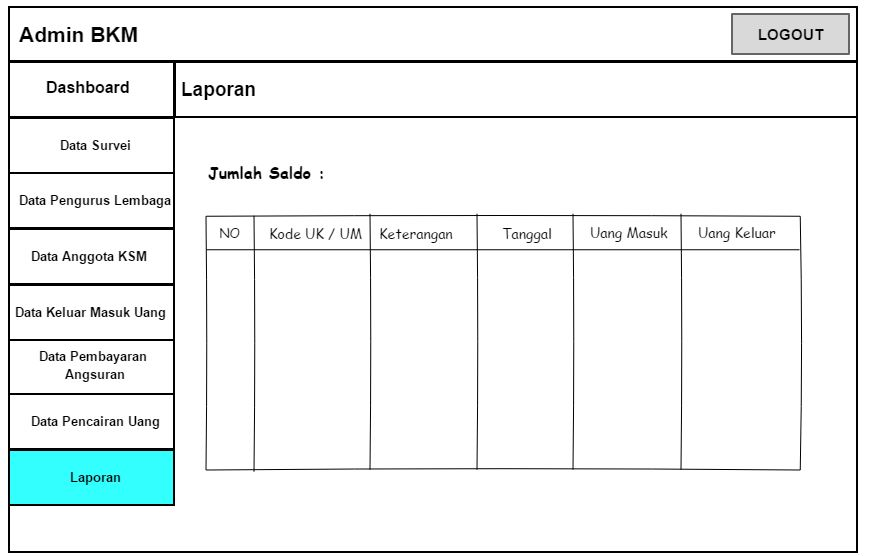 Admin BKM
LOGOUT
Dashboard
Laporan
Data Survei
Data Pengurus Lembaga
Data Anggota KSM
Data Keluar Masuk Uang
Data Pembayaran
Angsuran
Data Pencairan Uang
Laporan
Jumlah Saldo :
NO Kode UK / UM Keterangan Tanggal Uang Masuk Uang Keluar